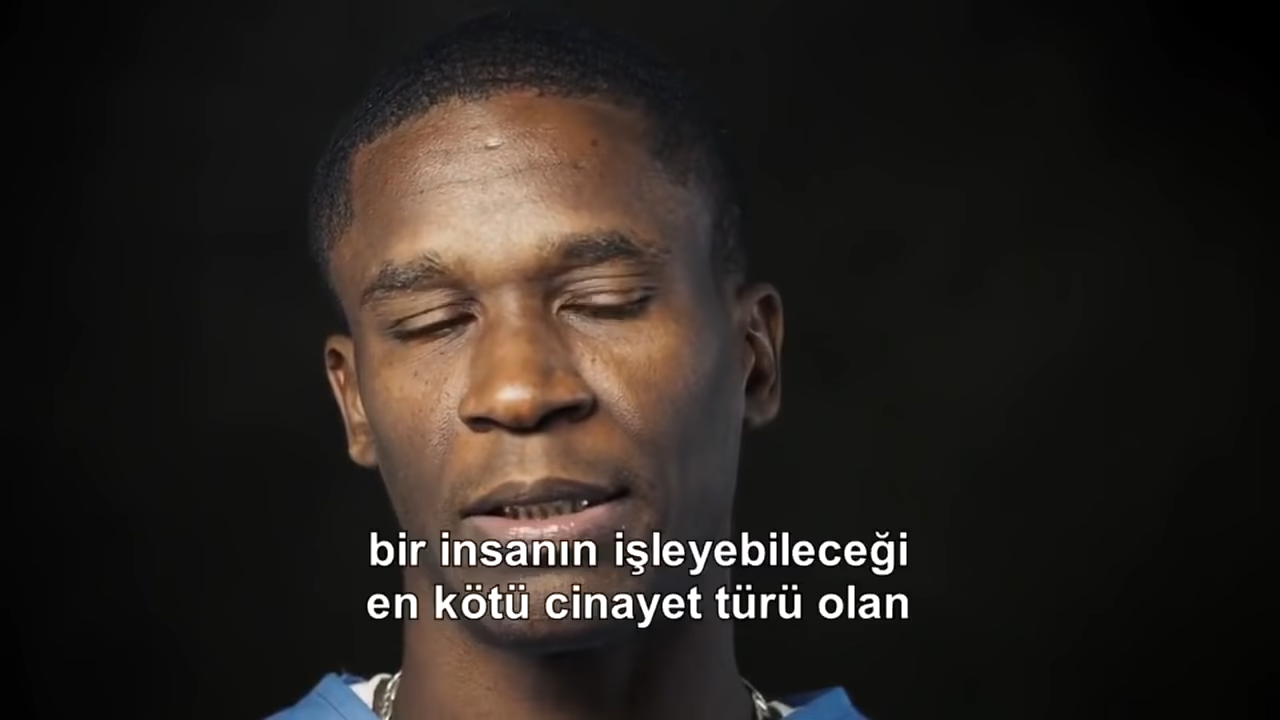 bir insanın işleyebileceği
en kötü cinayet türü olan